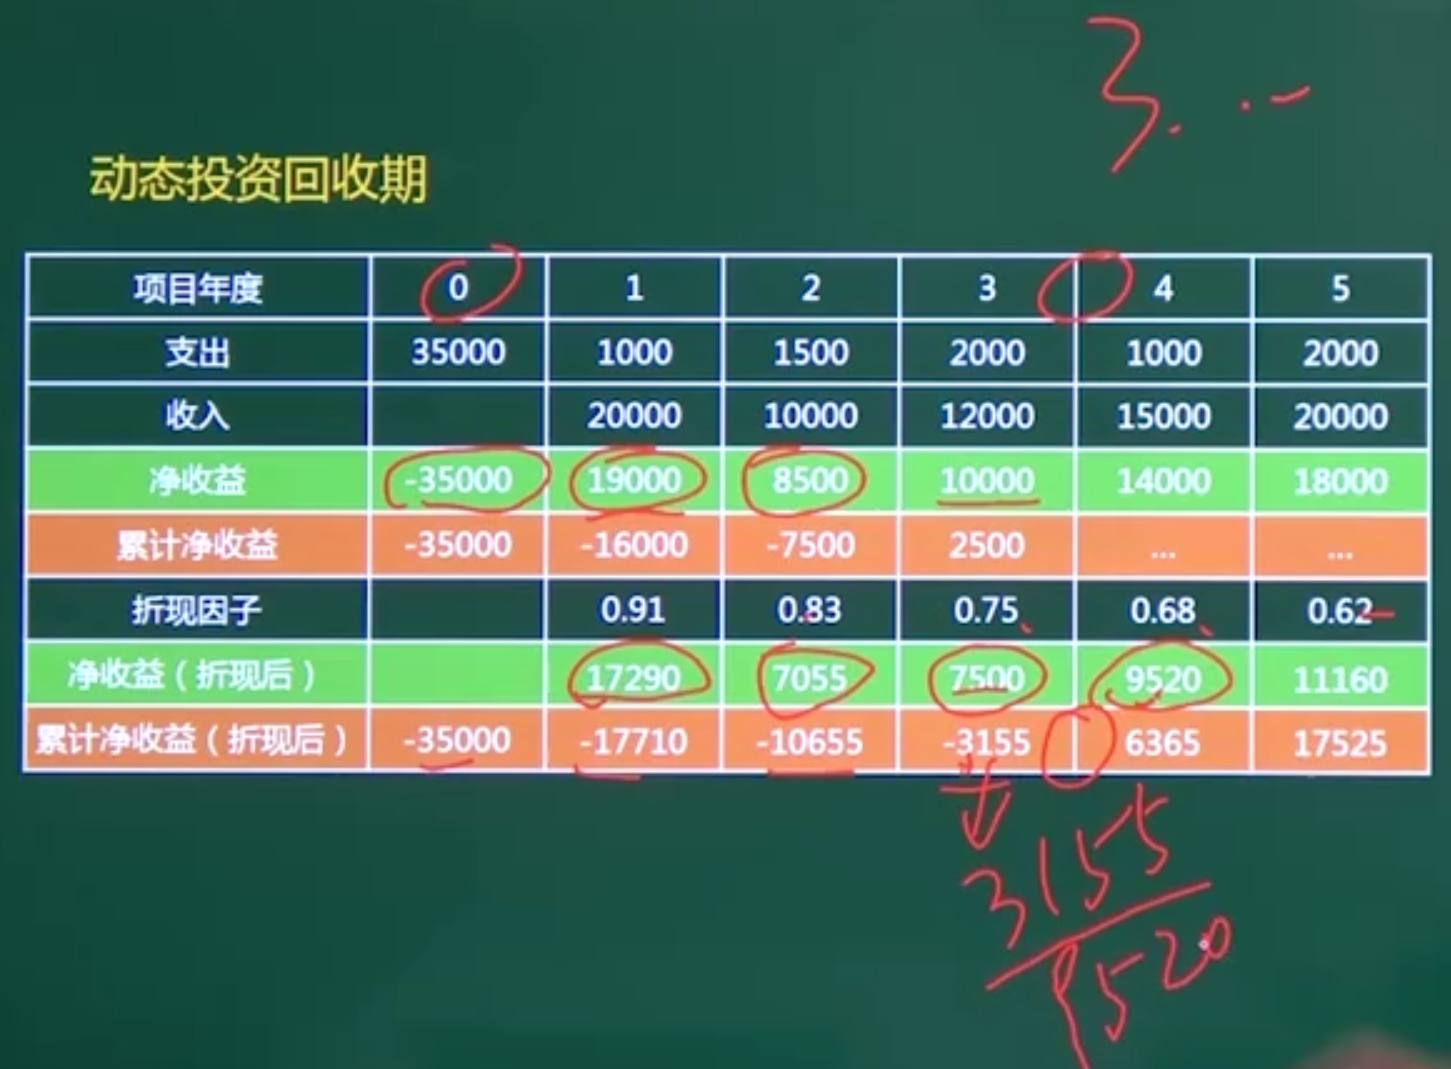 3. . -
动态投资回收期
项目年度 0 1 2 3 4 5
支出 35000 1000 1500 2000 1000 2000
收入 20000 10000 12000 15000 20000
净收益 -35000 19000 8500 10000 14000 18000
累计净收益 -35000 -16000 -7500 2500 ... ...
折现因子 0.91 0.83 0.75 0.68 0.62
净收益（折现后） 17290 7055 7500 9520 11160
累计净收益（折现后） -35000 -17710 -10655 -3155 6365 17525
3155
9520